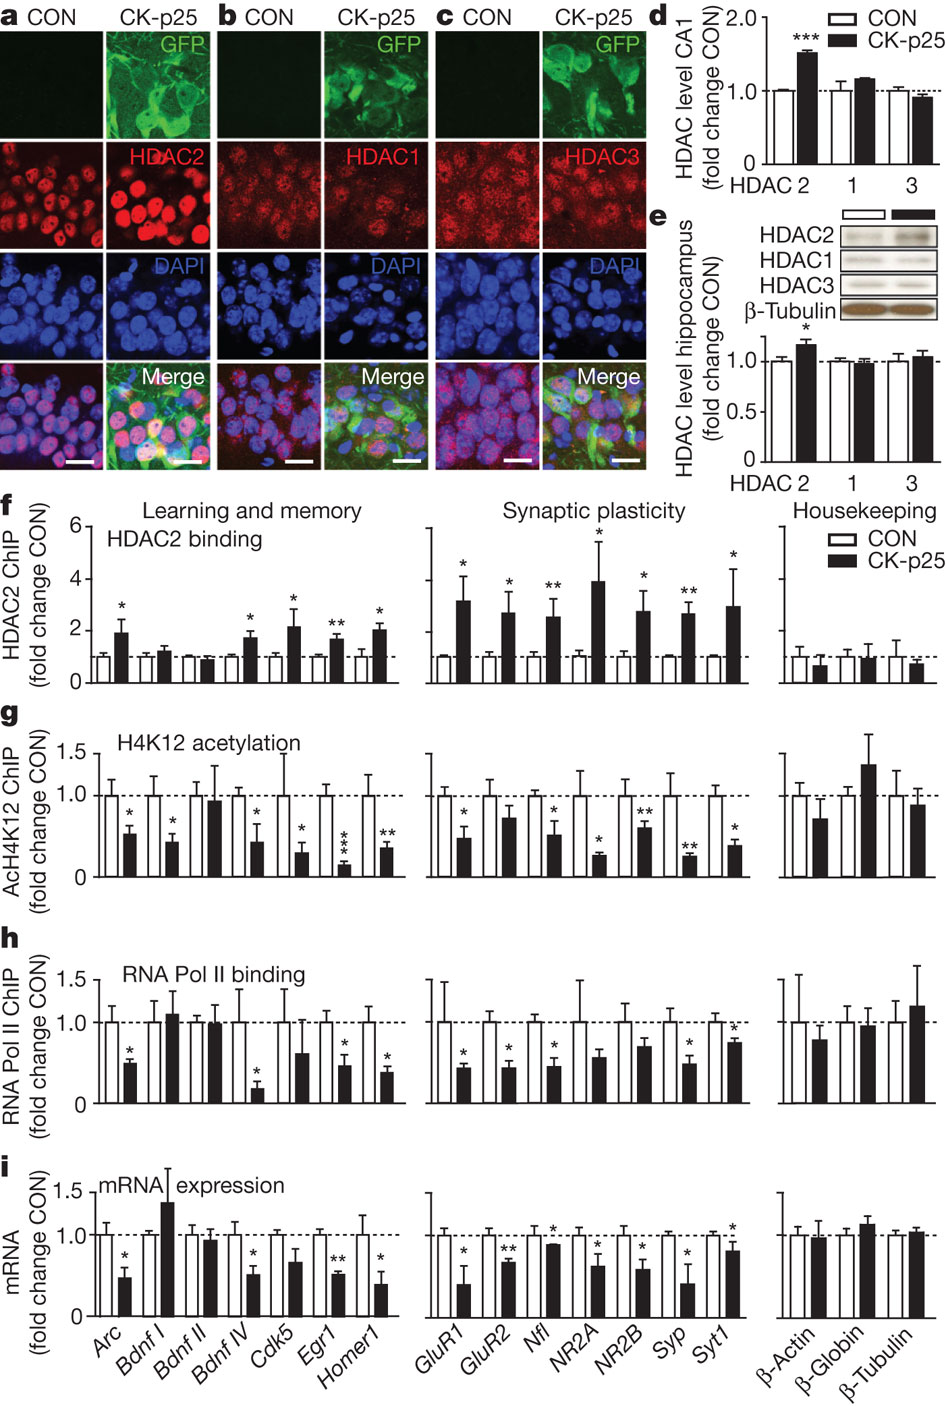 a CON CK-p25 b CON CK-p25 c CON CK-p25
GFP GFP GFP
HDAC2 HDAC1 HDAC3
DAPI DAPI DAPI
Merge Merge Merge
d
HDAC level CA1
(fold change CON)
2.0
1.0
0
CON
CK-p25
***
HDAC 2 1 3
e
HDAC2
HDAC1
HDAC3
β-Tubulin
HDAC level hippocampus
(fold change CON)
1.0
0.5
0
*
HDAC 2 1 3
f
Learning and memory Synaptic plasticity Housekeeping
HDAC2 binding
HDAC2 ChIP
(fold change CON)
6
4
2
0
CON
CK-p25
* * * ** * * * ** * * ** *
g
H4K12 acetylation
AcH4K12 ChIP
(fold change CON)
1.5
1.0
0
* * * * *** ** * * * ** ** *
h
RNA Pol II binding
RNA Pol II ChIP
(fold change CON)
1.5
1.0
0
* * * * * * * * *
i
mRNA expression
mRNA
(fold change CON)
1.5
1.0
0
* * ** * * ** * * * * *
Arc Bdnf I Bdnf II Bdnf IV Cdk5 Egr1 Homer1
GluR1 GluR2 Nfl NR2A NR2B Syp Syt1
β-Actin β-Globin β-Tubulin